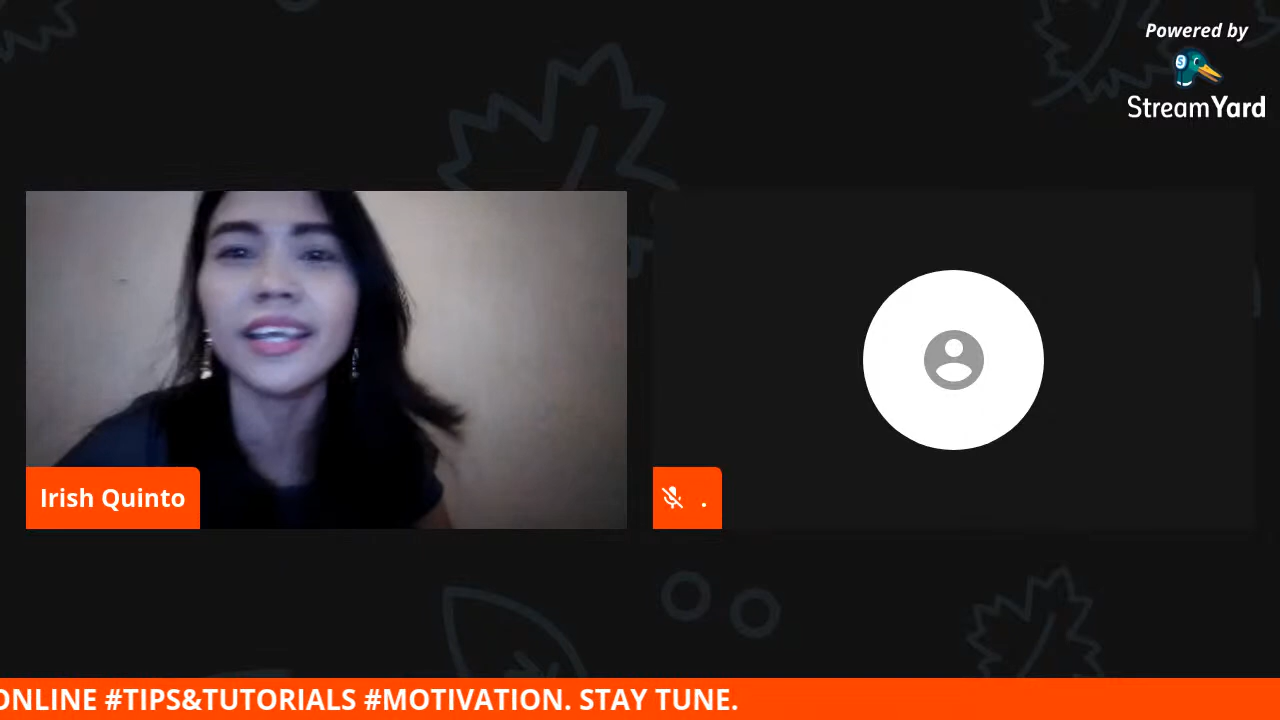 Powered by
S
StreamYard
Irish Quinto
.
ONLINE #TIPS&TUTORIALS #MOTIVATION. STAY TUNE.